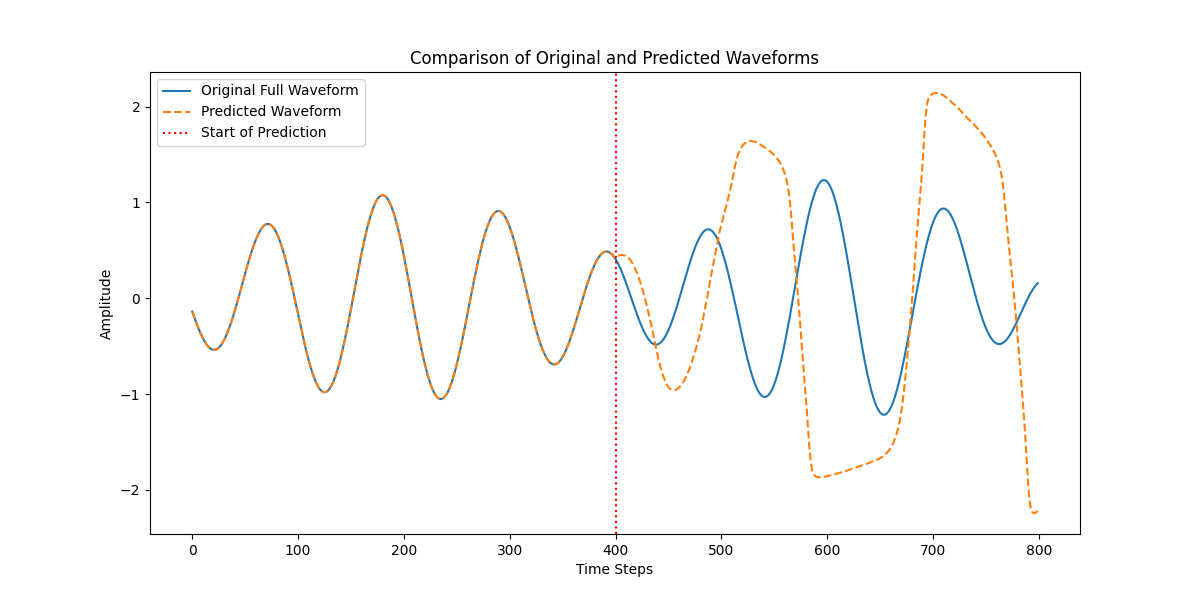 Comparison of Original and Predicted Waveforms
Original Full Waveform
Predicted Waveform
Start of Prediction
Amplitude
2
1
0
−1
−2
0 100 200 300 400 500 600 700 800
Time Steps